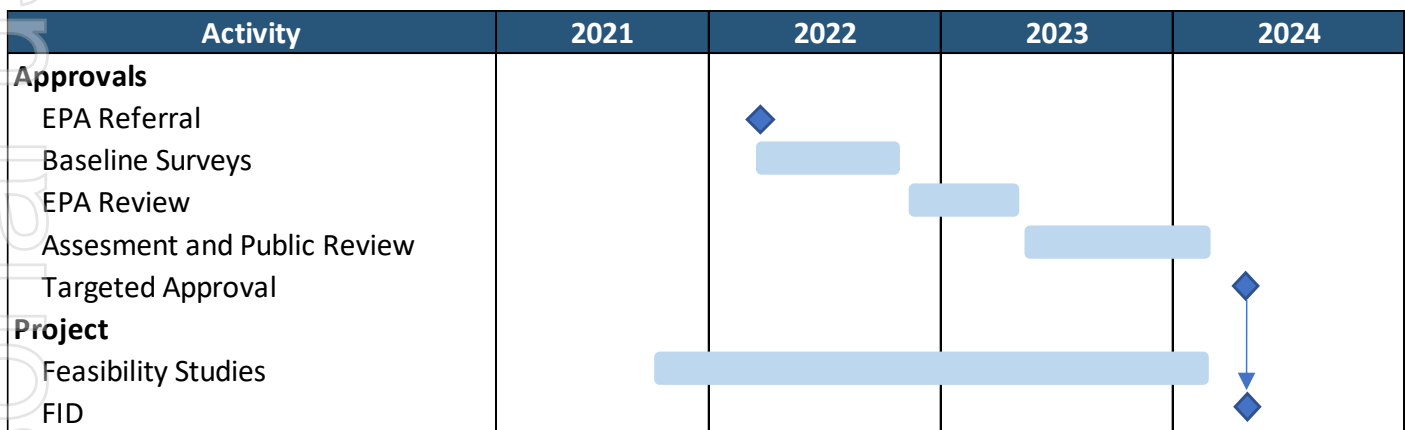 Activity 2021 2022 2023 2024
Approvals
EPA Referral
Baseline Surveys
EPA Review
Assesment and Public Review
Targeted Approval
Project
Feasibility Studies
FID